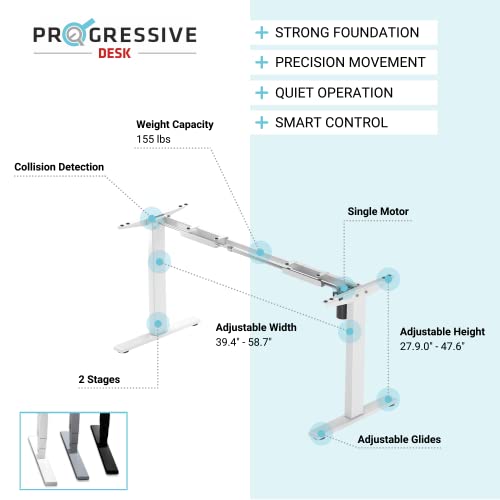 PROGRESSIVE
DESK
+ STRONG FOUNDATION
+ PRECISION MOVEMENT
+ QUIET OPERATION
+ SMART CONTROL
Weight Capacity
155 lbs
Collision Detection
Single Motor
Adjustable Width
39.4" - 58.7"
Adjustable Height
27.9.0" - 47.6"
2 Stages
Adjustable Glides